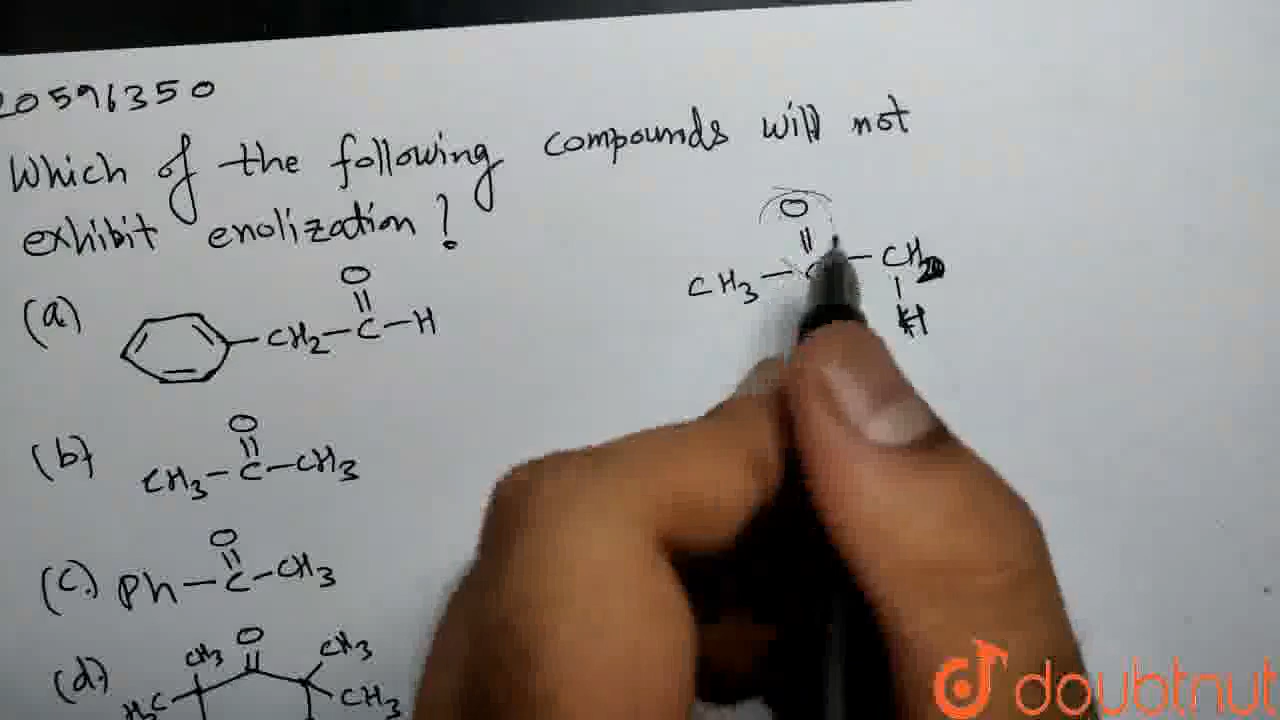 20596350
Which of the following compounds will not
exhibit enolization?
(a) CH2-C-H
O
(b) CH3-C-CH3
O
(c) Ph-C-CH3
O
(d) CH3 O CH3
H3C CH3
O
CH3-C-CH2
H
doubtnut